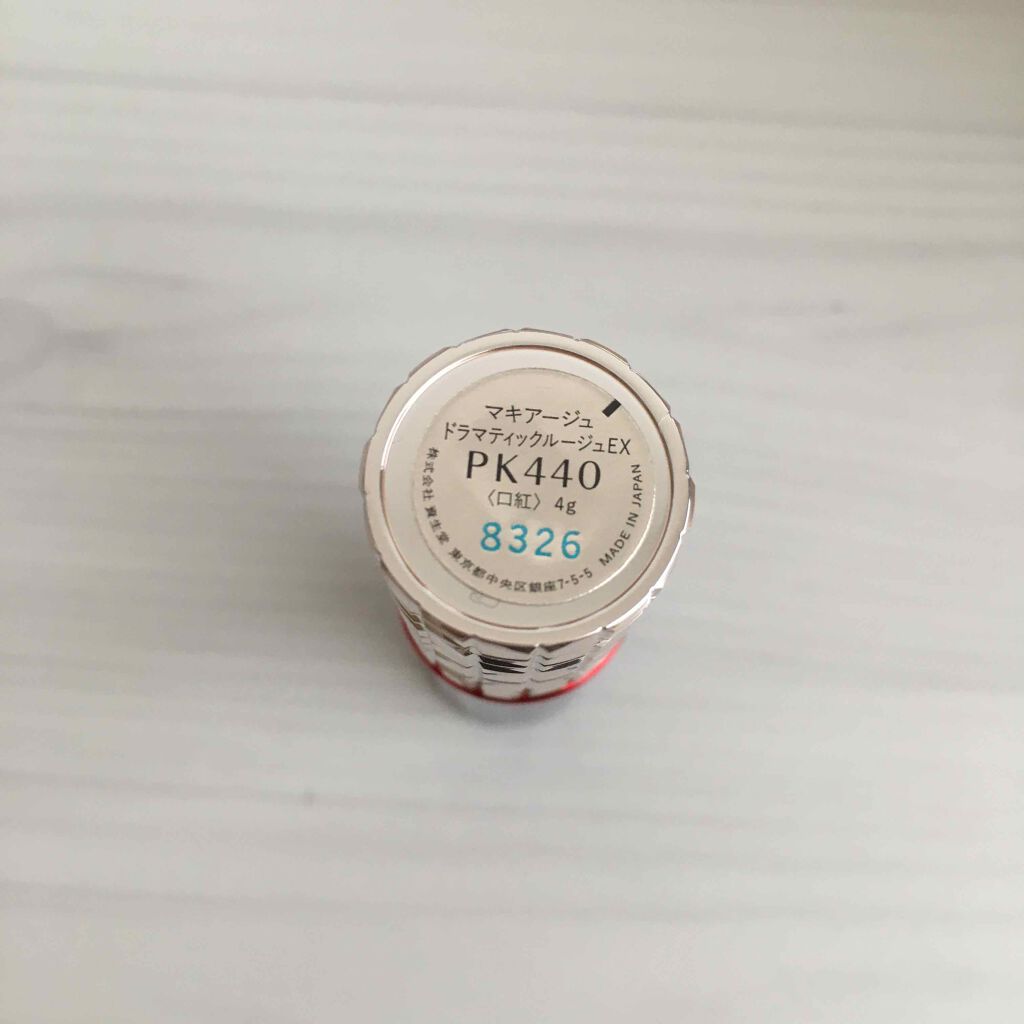 マキアージュ
ドラマティックルージュEX
PK440
〈口紅〉 4g
8326
株式会社 資生堂 東京都中央区銀座7-5-5 MADE IN JAPAN